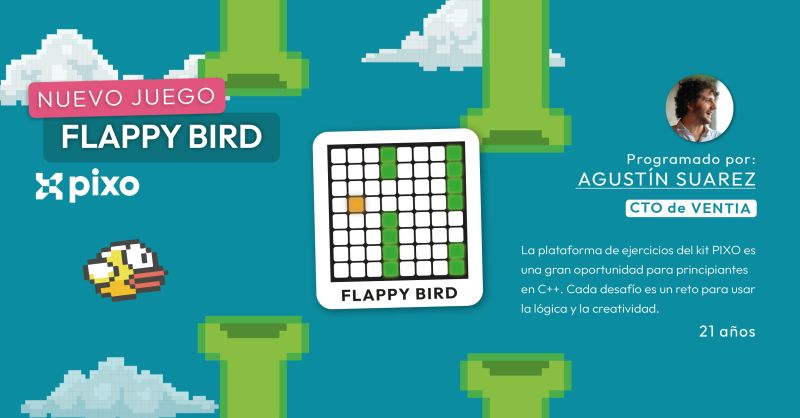 NUEVO JUEGO
FLAPPY BIRD
pixo
FLAPPY BIRD
Programado por:
AGUSTÍN SUAREZ
CTO de VENTIA
La plataforma de ejercicios del kit PIXO es
una gran oportunidad para principiantes
en C++. Cada desafío es un reto para usar
la lógica y la creatividad.
21 años